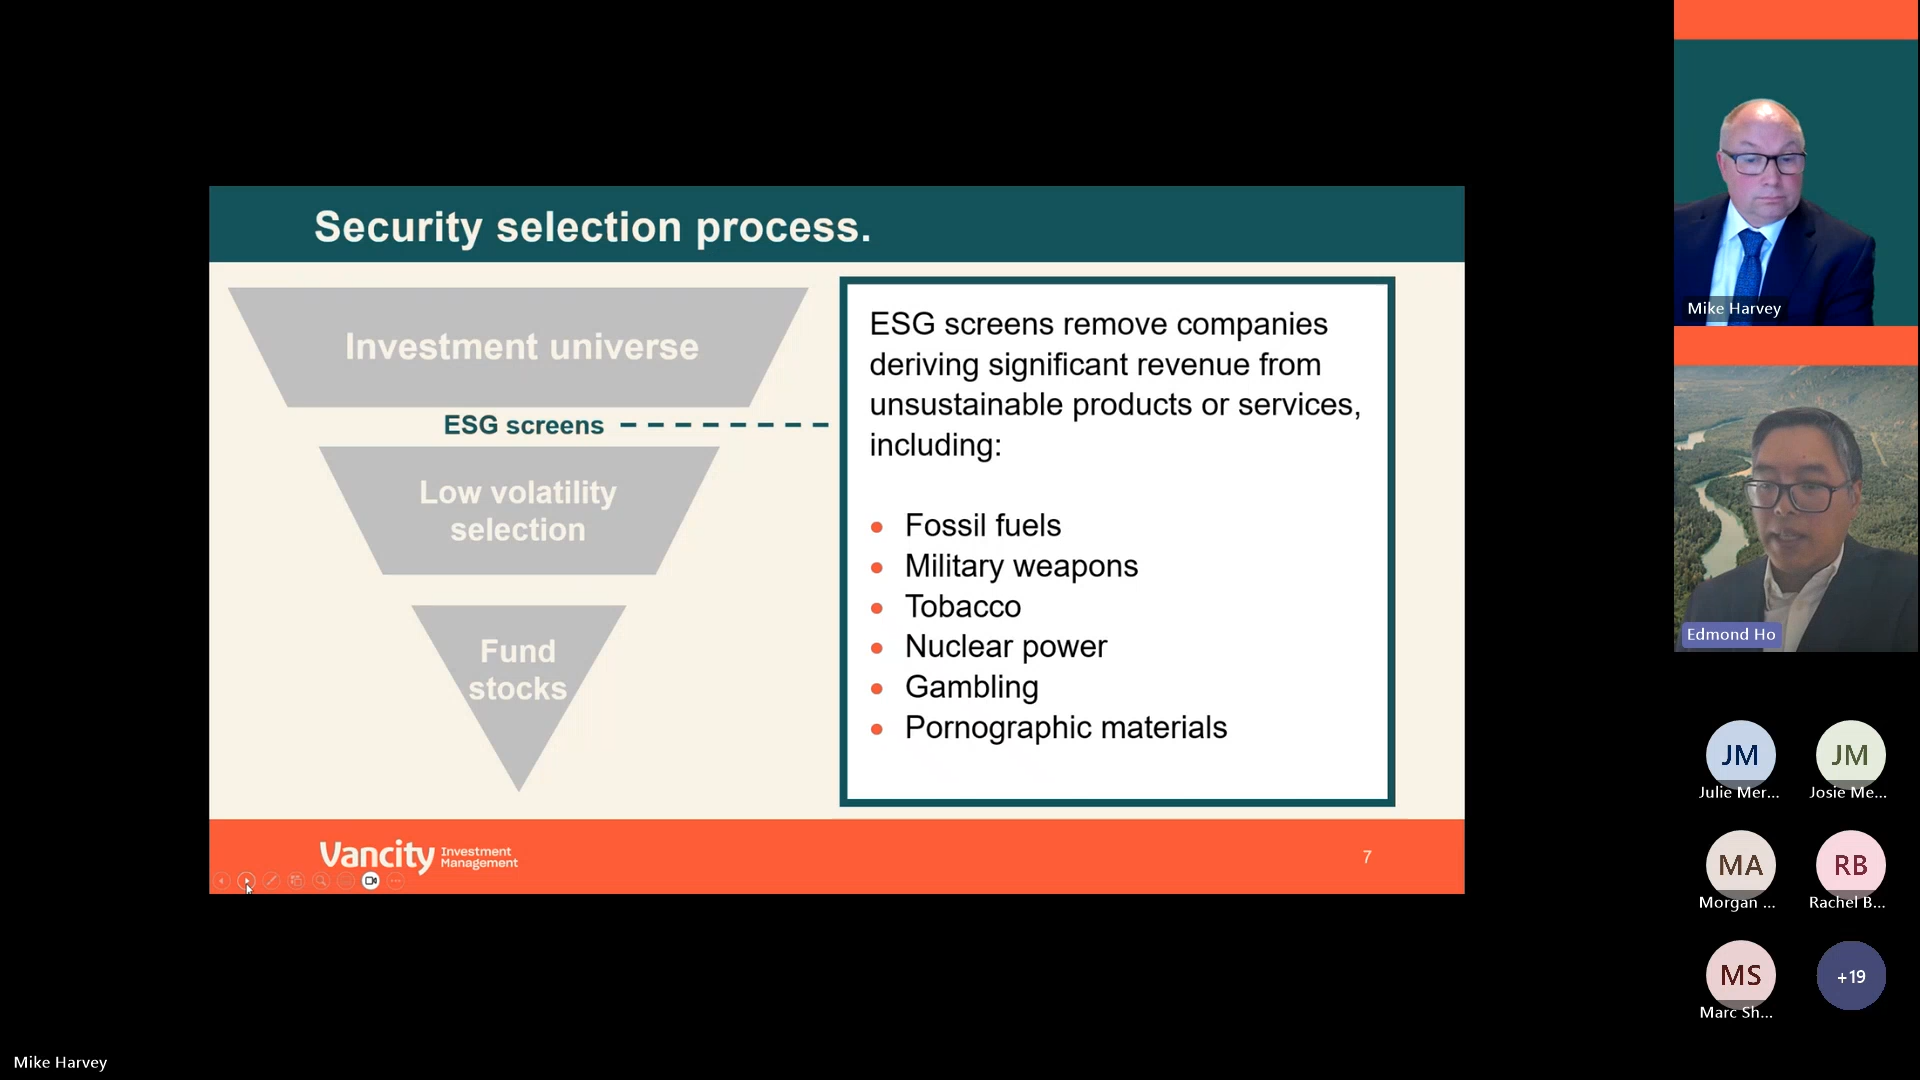 Security selection process.
Investment universe
ESG screens
Low volatility
selection
Fund
stocks
ESG screens remove companies
deriving significant revenue from
unsustainable products or services,
including:
• Fossil fuels
• Military weapons
• Tobacco
• Nuclear power
• Gambling
• Pornographic materials
Vancity Investment
Management
7
Mike Harvey
Edmond Ho
JM
JM
Julie Mer...
Josie Me...
MA
RB
Morgan ...
Rachel B...
MS
+19
Marc Sh...
Mike Harvey